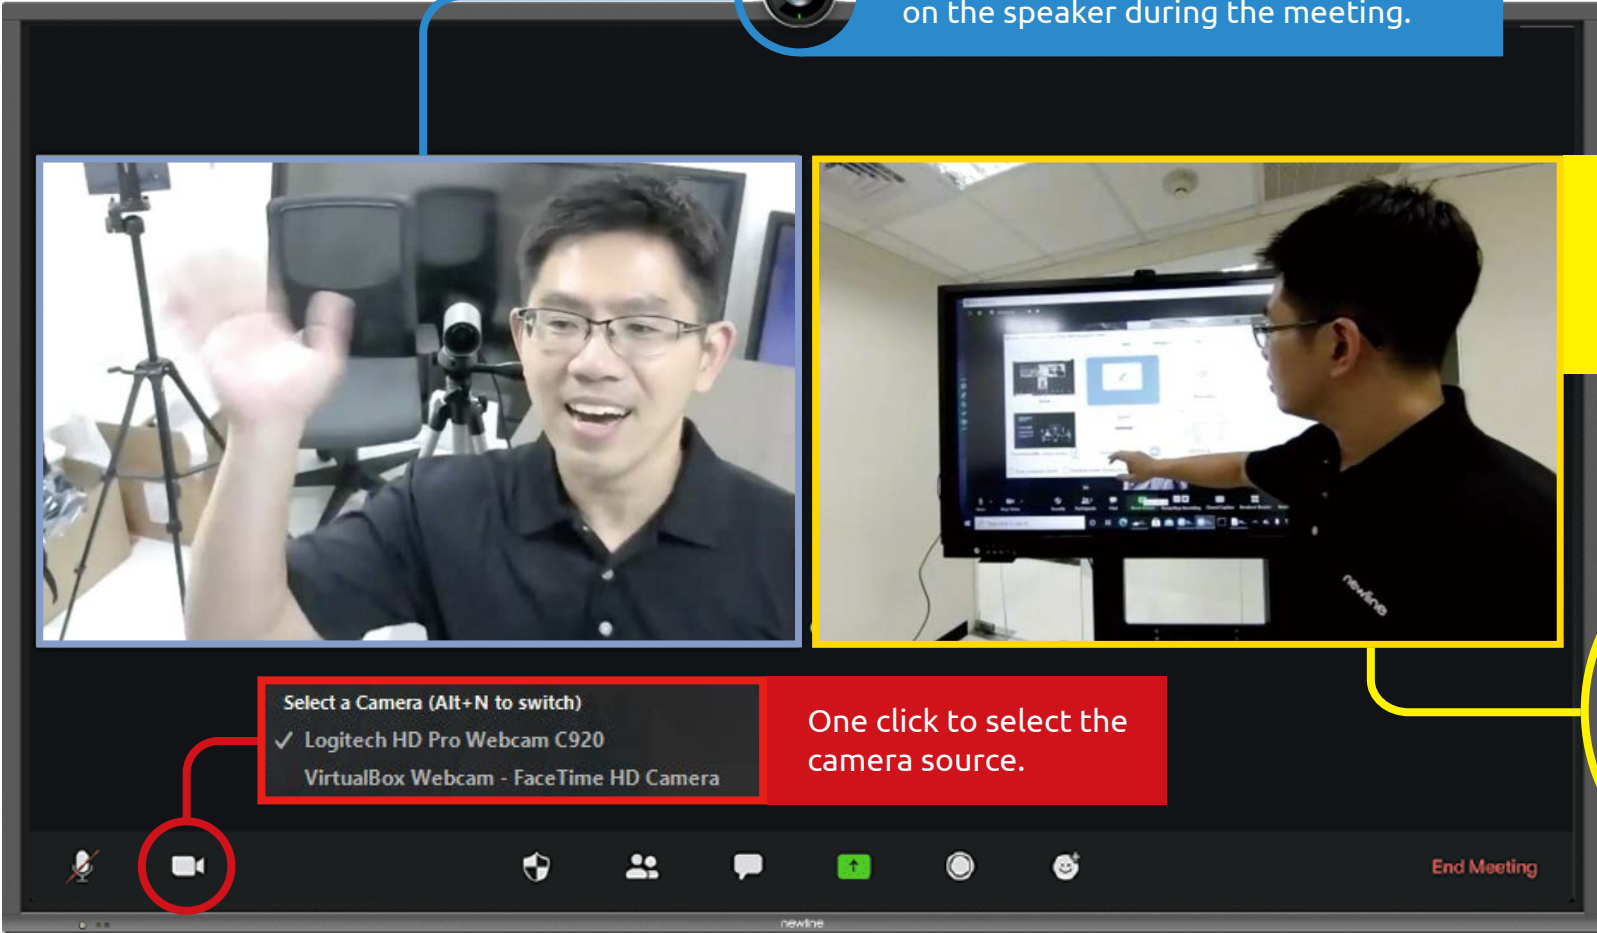 on the speaker during the meeting.
newline
Select a Camera (Alt+N to switch)
✓ Logitech HD Pro Webcam C920
VirtualBox Webcam - FaceTime HD Camera
One click to select the
camera source.
End Meeting
newline